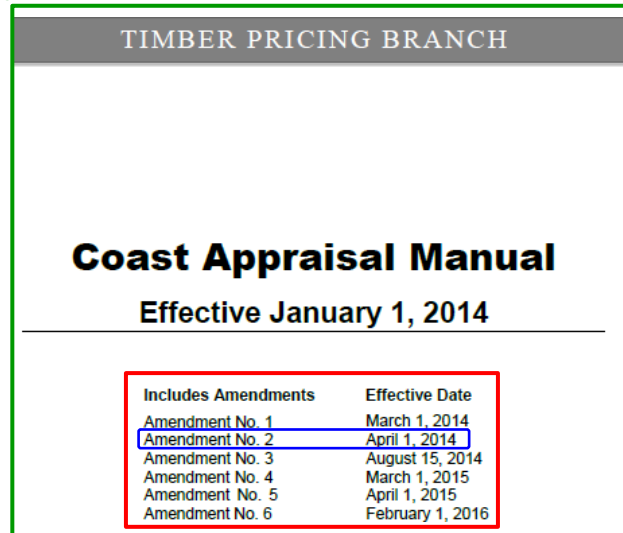 TIMBER PRICING BRANCH
Coast Appraisal Manual
Effective January 1, 2014
Includes Amendments Effective Date
Amendment No. 1 March 1, 2014
Amendment No. 2 April 1, 2014
Amendment No. 3 August 15, 2014
Amendment No. 4 March 1, 2015
Amendment No. 5 April 1, 2015
Amendment No. 6 February 1, 2016